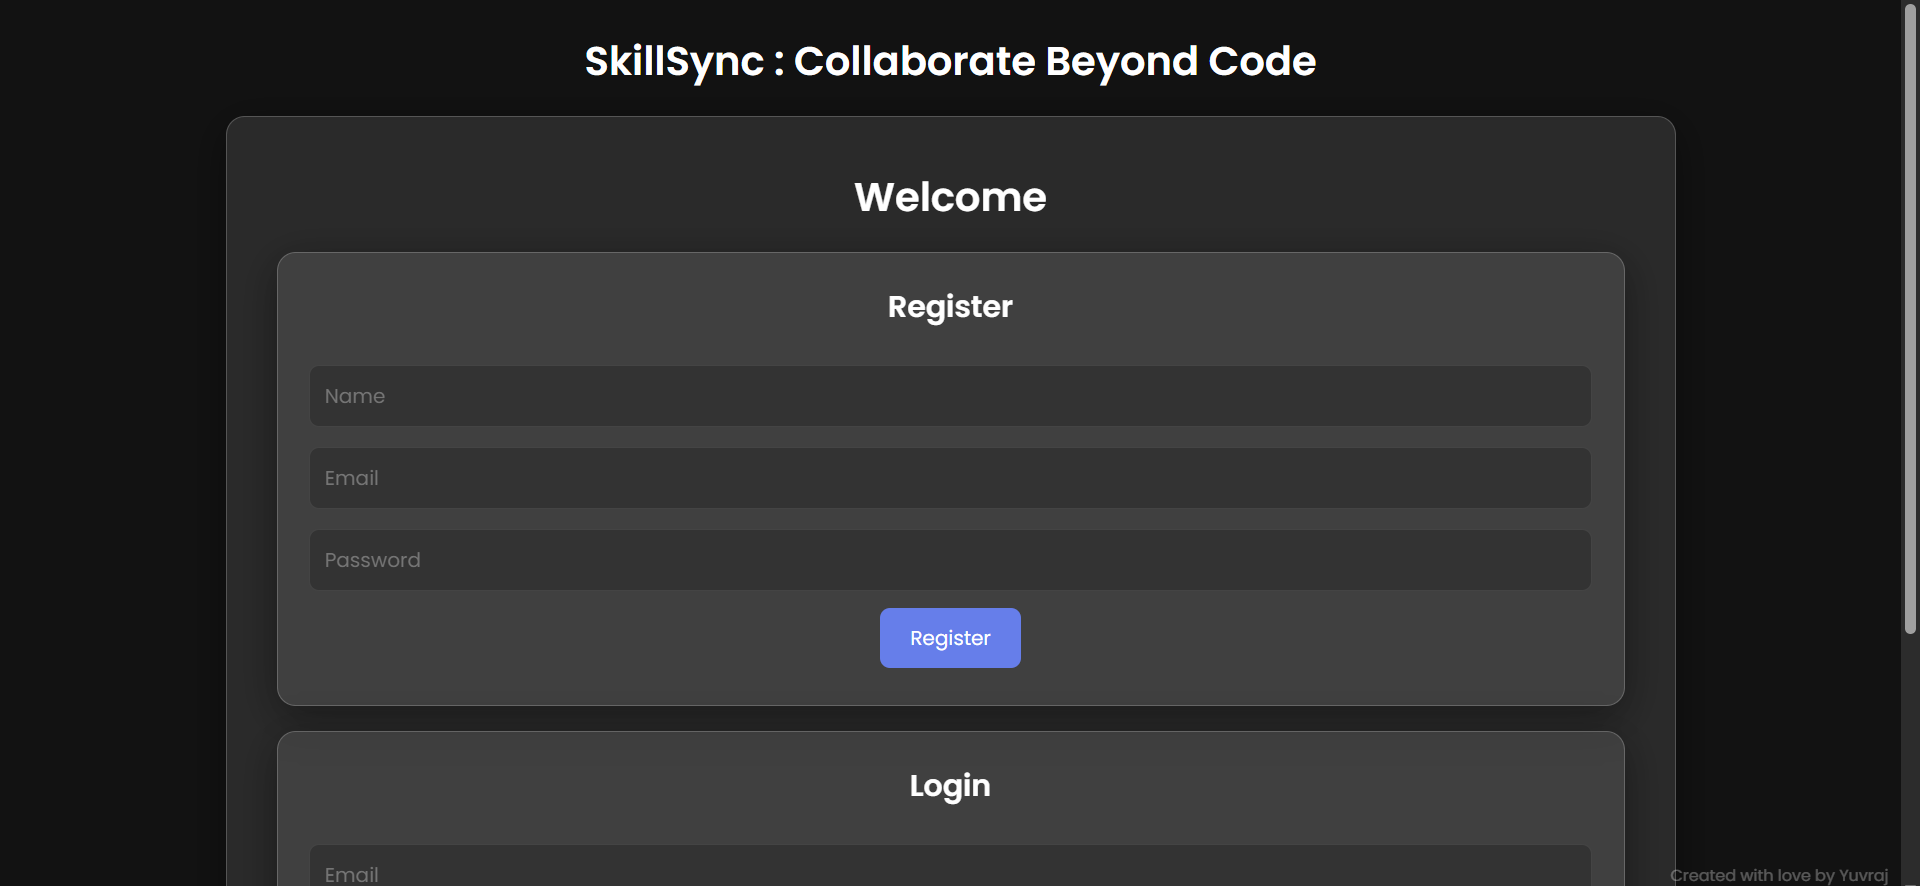 SkillSync : Collaborate Beyond Code
Welcome
Register
Name
Email
Password
Register
Login
Email
Created with love by Yuvraj